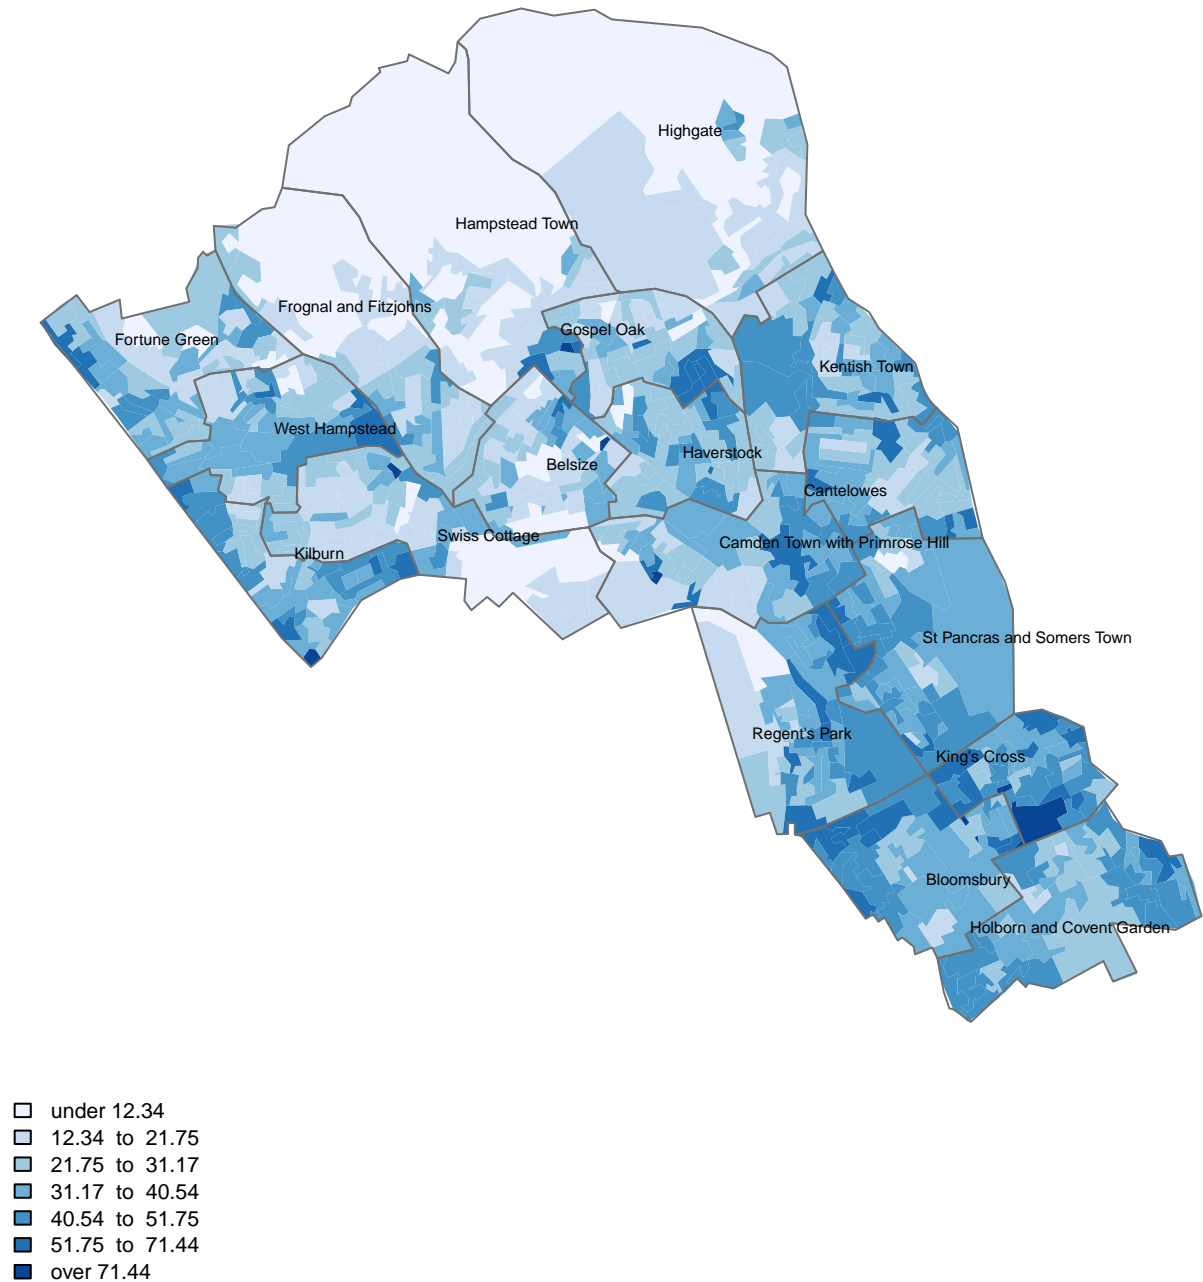 Highgate
Hampstead Town
Frognal and Fitzjohns
Gospel Oak
Fortune Green
Kentish Town
West Hampstead
Haverstock
Belsize
Cantelowes
Swiss Cottage
Camden Town with Primrose Hill
Kilburn
St Pancras and Somers Town
Regent's Park
King's Cross
Bloomsbury
Holborn and Covent Garden
under 12.34
12.34 to 21.75
21.75 to 31.17
31.17 to 40.54
40.54 to 51.75
51.75 to 71.44
over 71.44